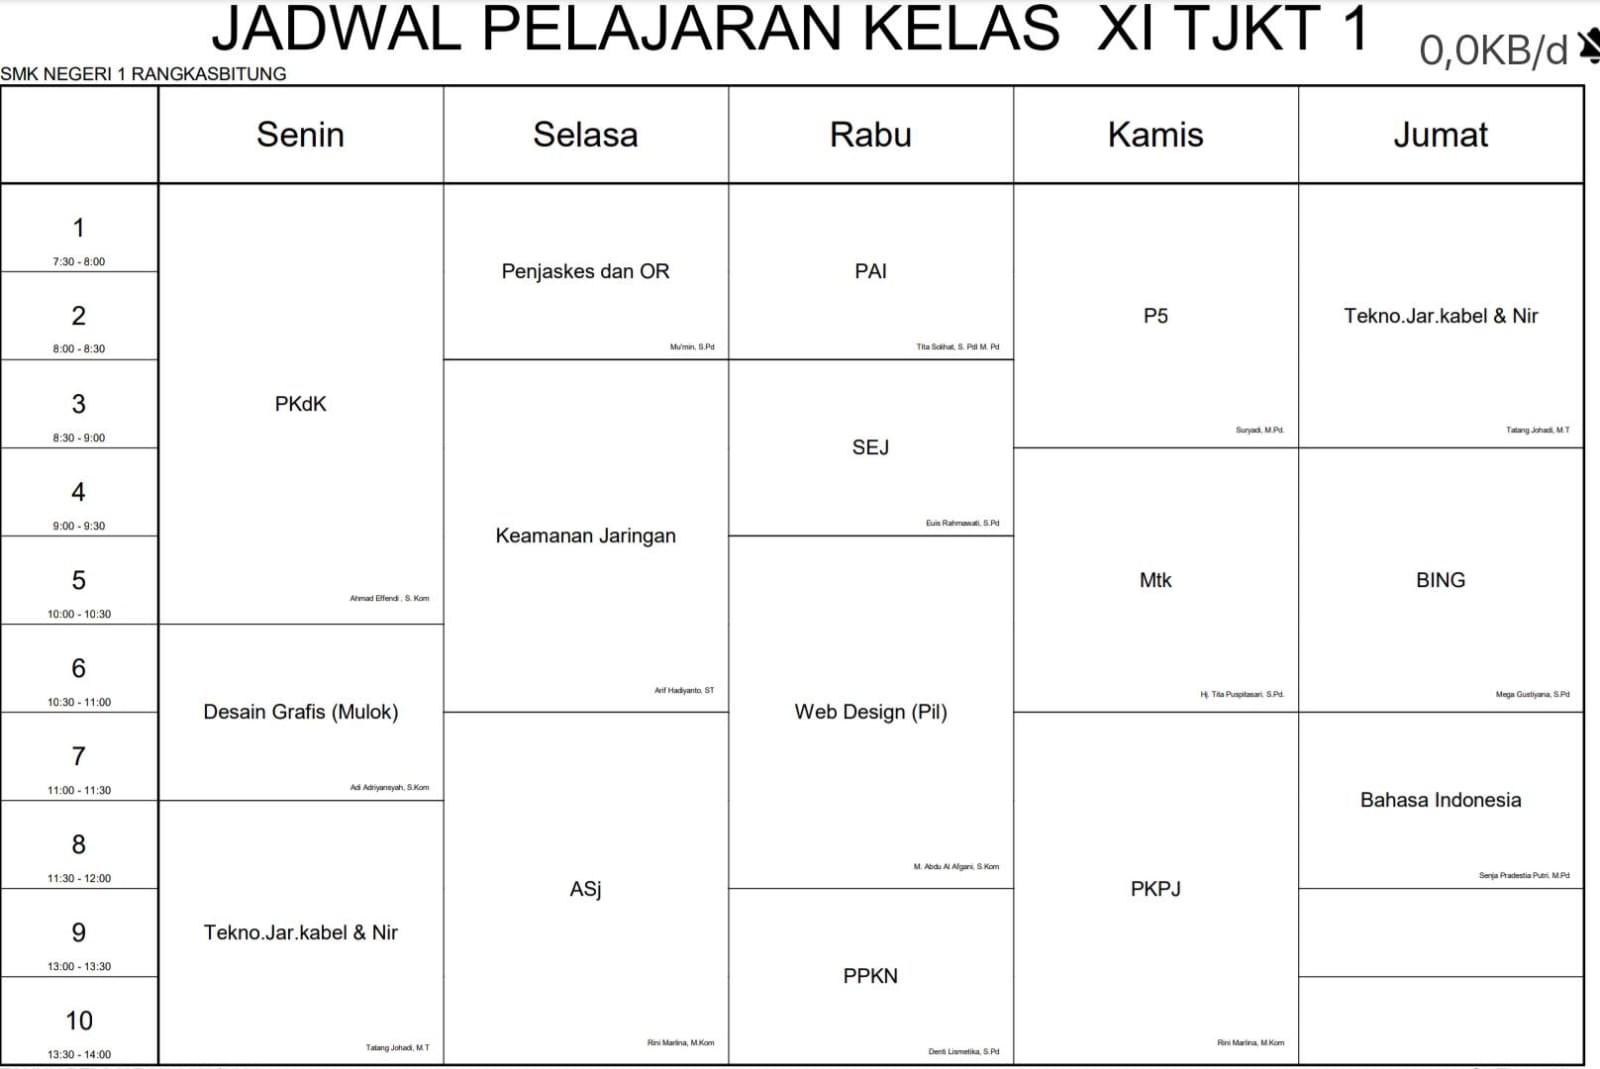 JADWAL PELAJARAN KELAS XI TJKT 1
0,0KB/d
SMK NEGERI 1 RANGKASBITUNG
Senin
Selasa
Rabu
Kamis
Jumat
1
7:30 - 8:00
2
8:00 - 8:30
3
8:30 - 9:00
4
9:00 - 9:30
5
10:00 - 10:30
6
10:30 - 11:00
7
11:00 - 11:30
8
11:30 - 12:00
9
13:00 - 13:30
10
13:30 - 14:00
PKdK
Ahmad Effendi , S. Kom
Desain Grafis (Mulok)
Adi Adriyansyah, S.Kom
Tekno.Jar.kabel & Nir
Tatang Johadi, M.T
Penjaskes dan OR
Mu'min, S.Pd
Keamanan Jaringan
Arif Hadiyanto, ST
ASj
Rini Marlina, M.Kom
PAI
Tita Solihat, S. PdI M. Pd
SEJ
Euis Rahmawati, S.Pd
Web Design (Pil)
M. Abdu Al Afgani, S.Kom
PPKN
Denti Lismetika, S.Pd
P5
Suryadi, M.Pd.
Mtk
Hj. Tita Puspitasari, S.Pd.
PKPJ
Rini Marlina, M.Kom
Tekno.Jar.kabel & Nir
Tatang Johadi, M.T
BING
Mega Gustiyana, S.Pd
Bahasa Indonesia
Senja Pradestia Putri, M.Pd